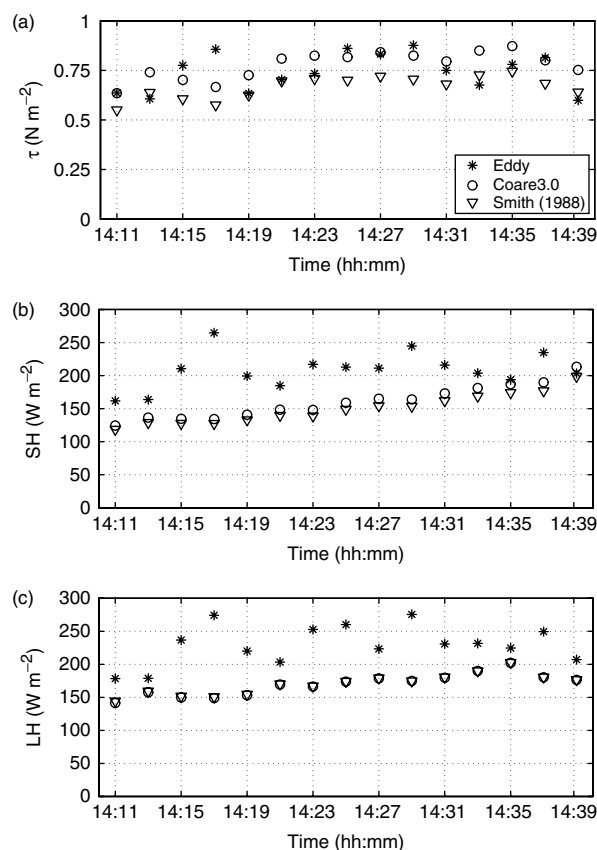 (a)
1
0.75
0.5
0.25
0
τ (N m−2)
Eddy
Coare3.0
Smith (1988)
14:11 14:15 14:19 14:23 14:27 14:31 14:35 14:39
Time (hh:mm)
(b)
300
250
200
150
100
50
0
SH (W m−2)
14:11 14:15 14:19 14:23 14:27 14:31 14:35 14:39
Time (hh:mm)
(c)
300
250
200
150
100
50
0
LH (W m−2)
14:11 14:15 14:19 14:23 14:27 14:31 14:35 14:39
Time (hh:mm)